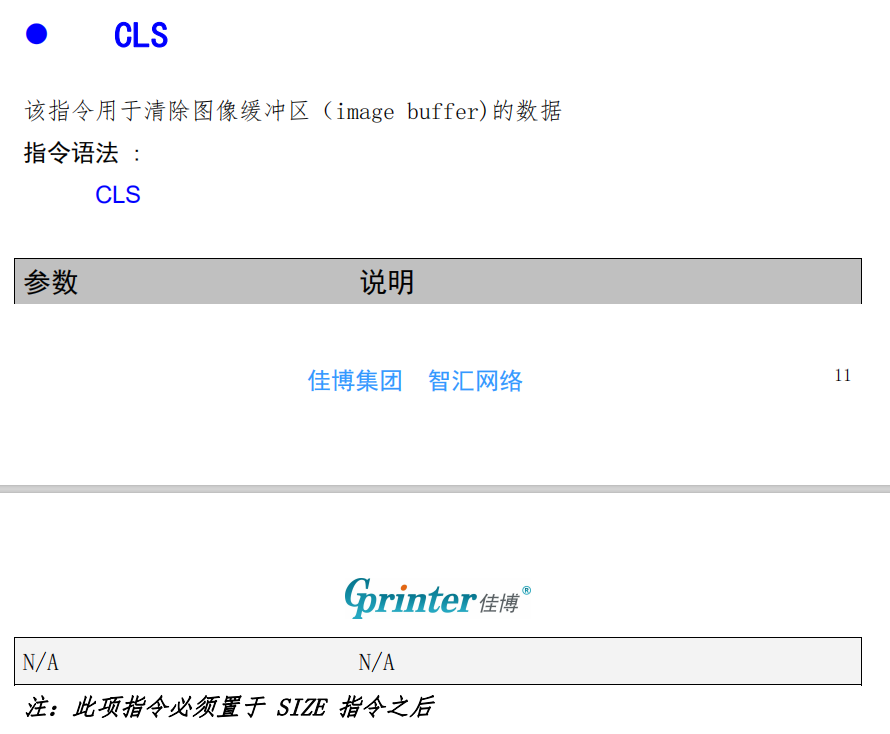 ● CLS
该指令用于清除图像缓冲区（image buffer)的数据
指令语法 :
CLS
参数 说明
佳博集团 智汇网络 11
Gprinter 佳博®
N/A N/A
注：此项指令必须置于 SIZE 指令之后